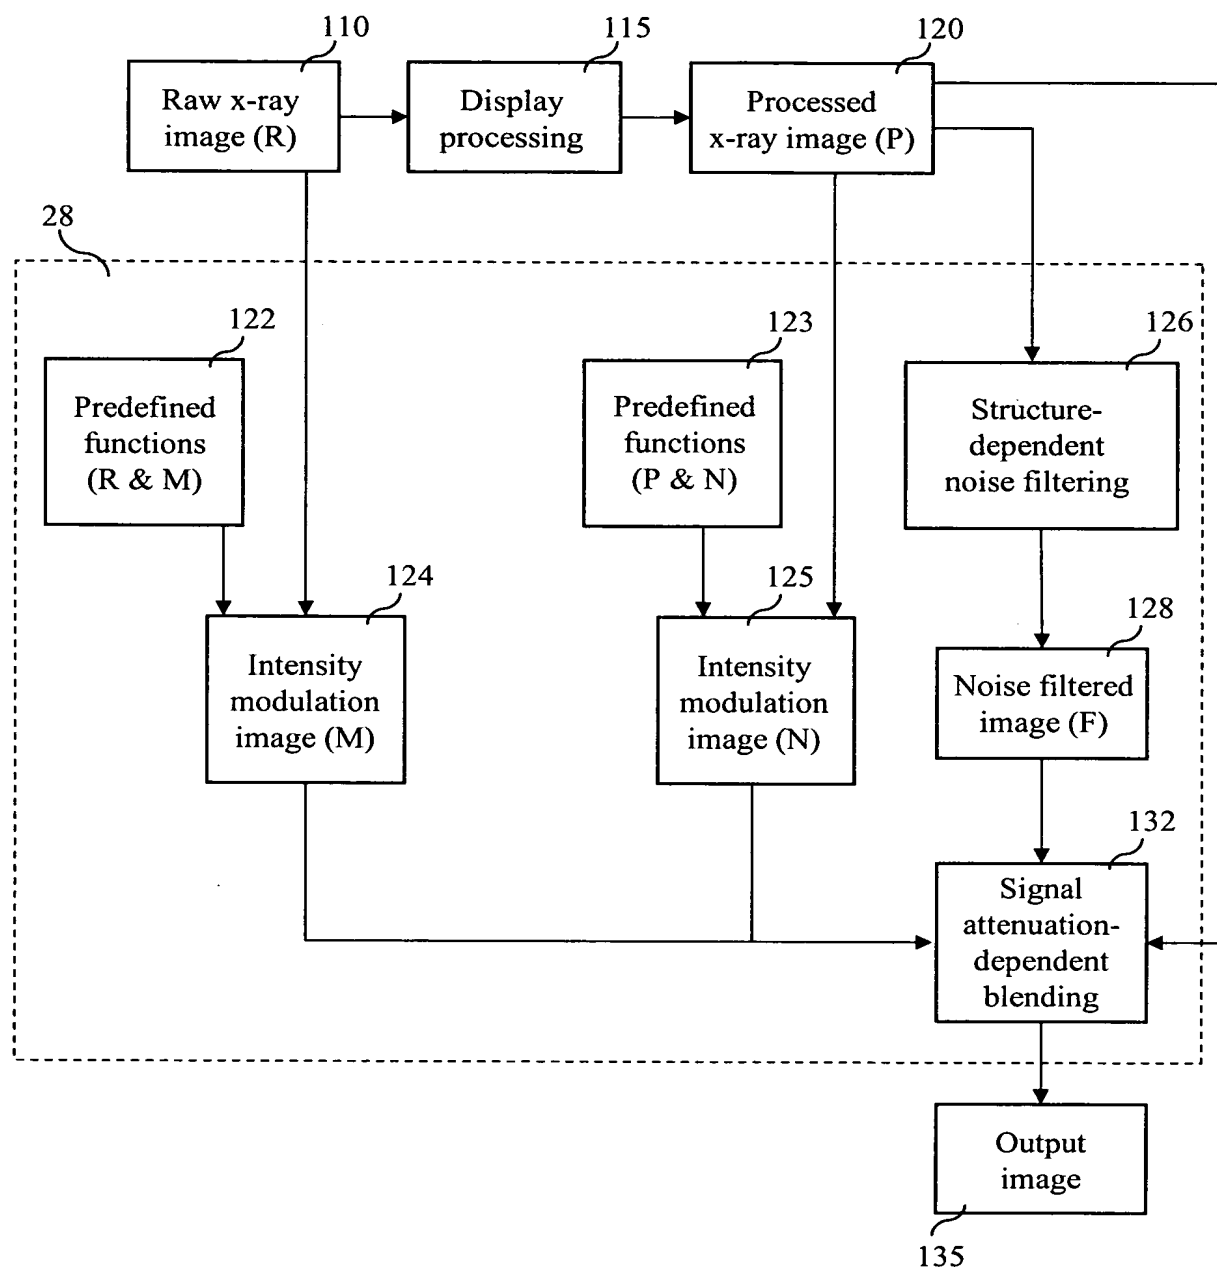 110
115
120
Raw x-ray
image (R)
Display
processing
Processed
x-ray image (P)
28
122
123
126
Predefined
functions
(R & M)
Predefined
functions
(P & N)
Structure-
dependent
noise filtering
124
125
128
Intensity
modulation
image (M)
Intensity
modulation
image (N)
Noise filtered
image (F)
132
Signal
attenuation-
dependent
blending
Output
image
135